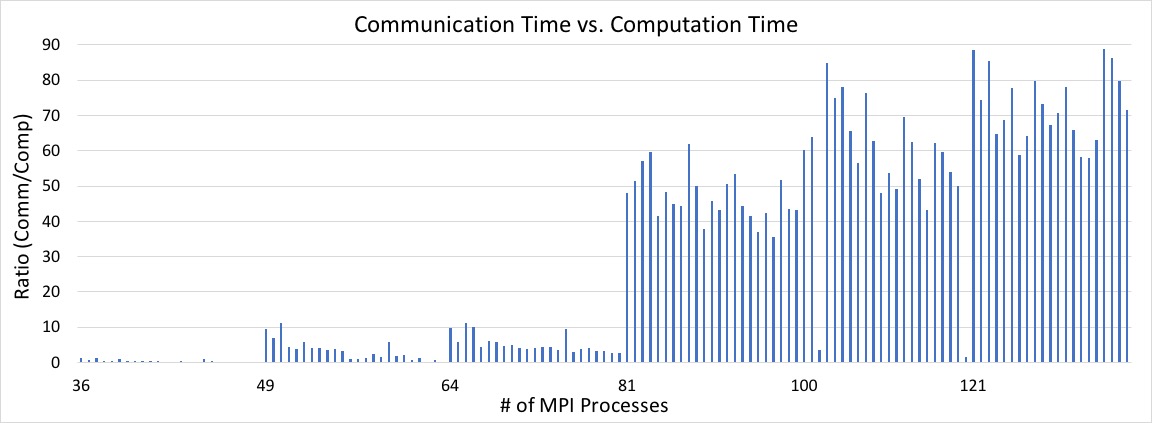 Communication Time vs. Computation Time
Ratio (Comm/Comp)
90
80
70
60
50
40
30
20
10
0
36 49 64 81 100 121
# of MPI Processes